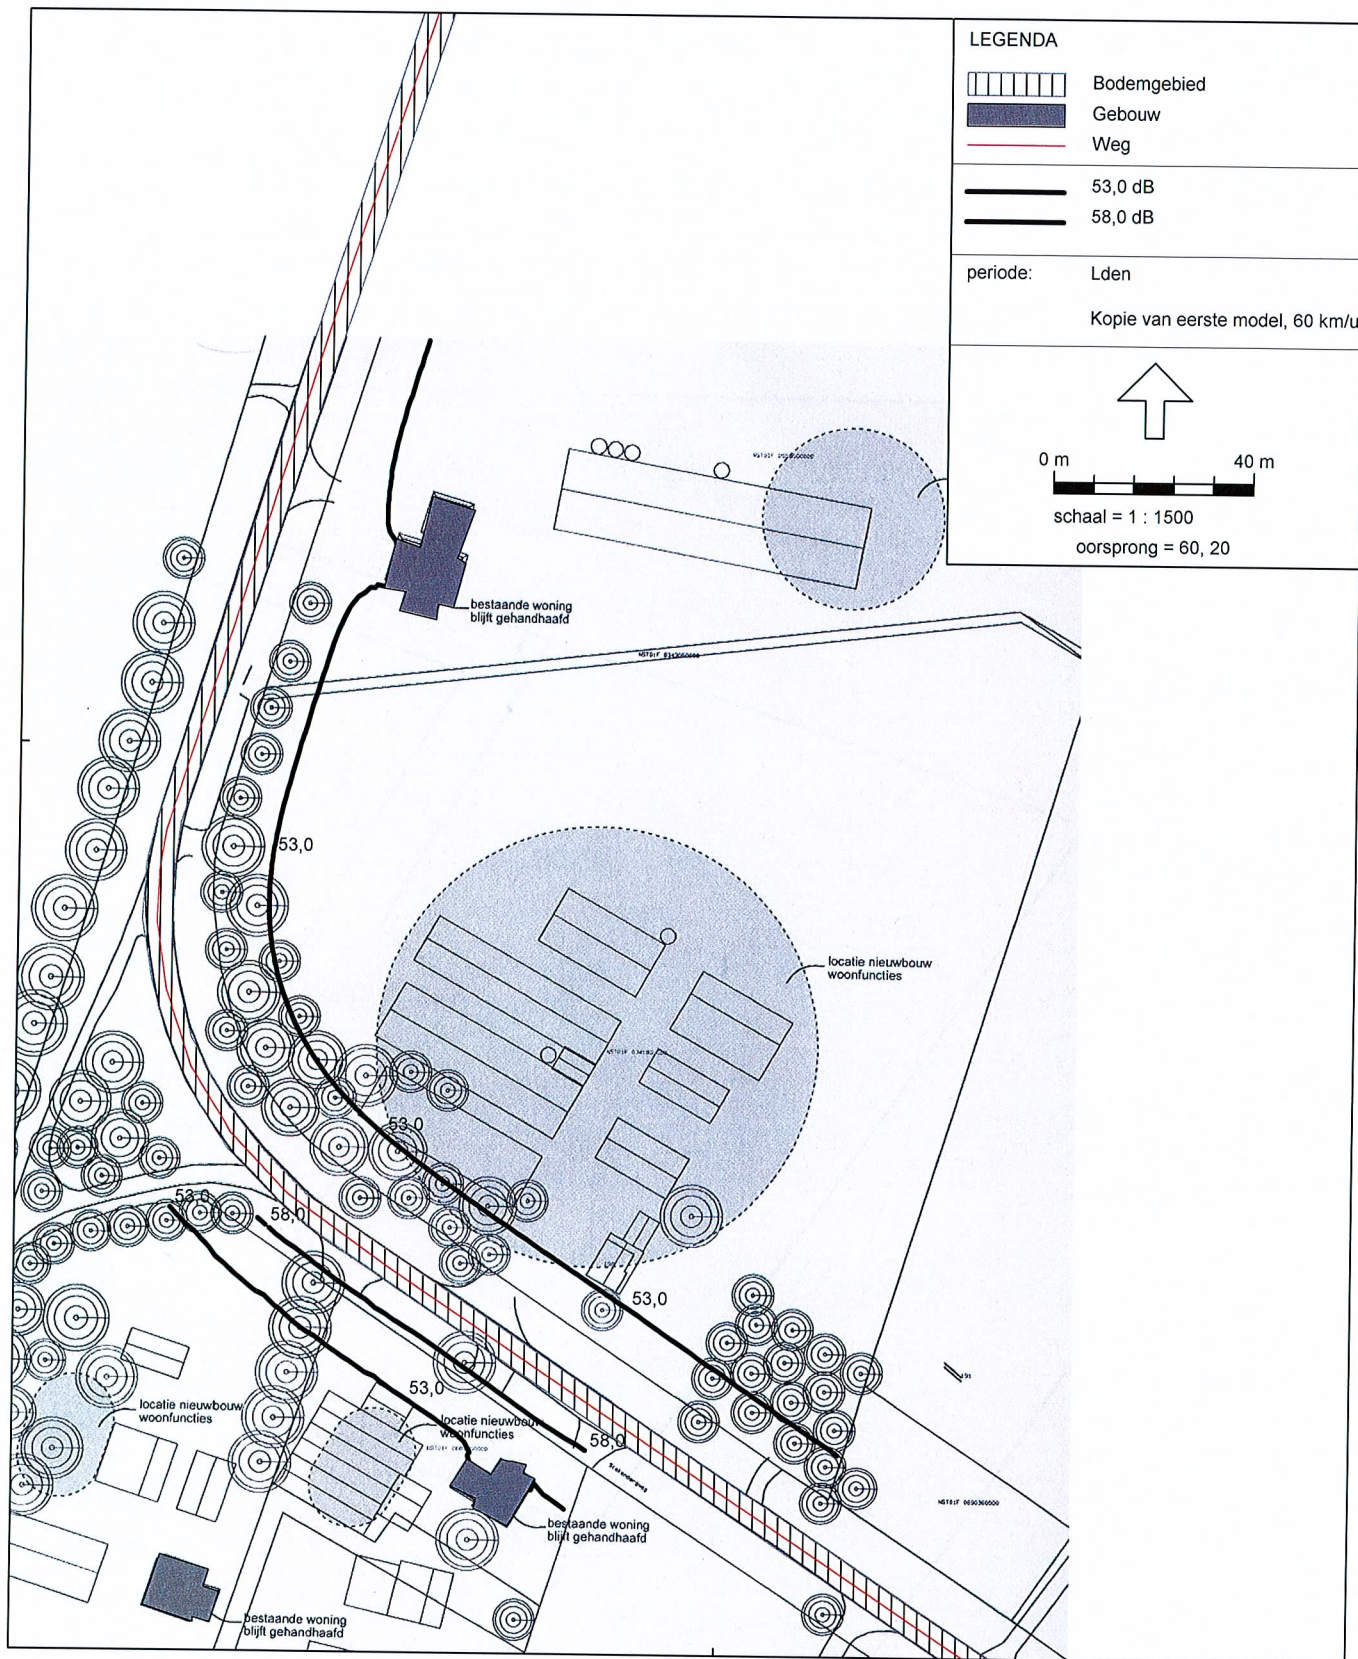 LEGENDA
Bodemgebied
Gebouw
Weg
53,0 dB
58,0 dB
periode: Lden
Kopie van eerste model, 60 km/u
0 m 40 m
schaal = 1 : 1500
oorsprong = 60, 20
bestaande woning
blijft gehandhaafd
53,0
locatie nieuwbouw
woonfuncties
53,0
53,0
58,0
53,0
53,0
locatie nieuwbouw
woonfuncties
locatie nieuwbouw
woonfuncties
58,0
bestaande woning
blijft gehandhaafd
bestaande woning
blijft gehandhaafd